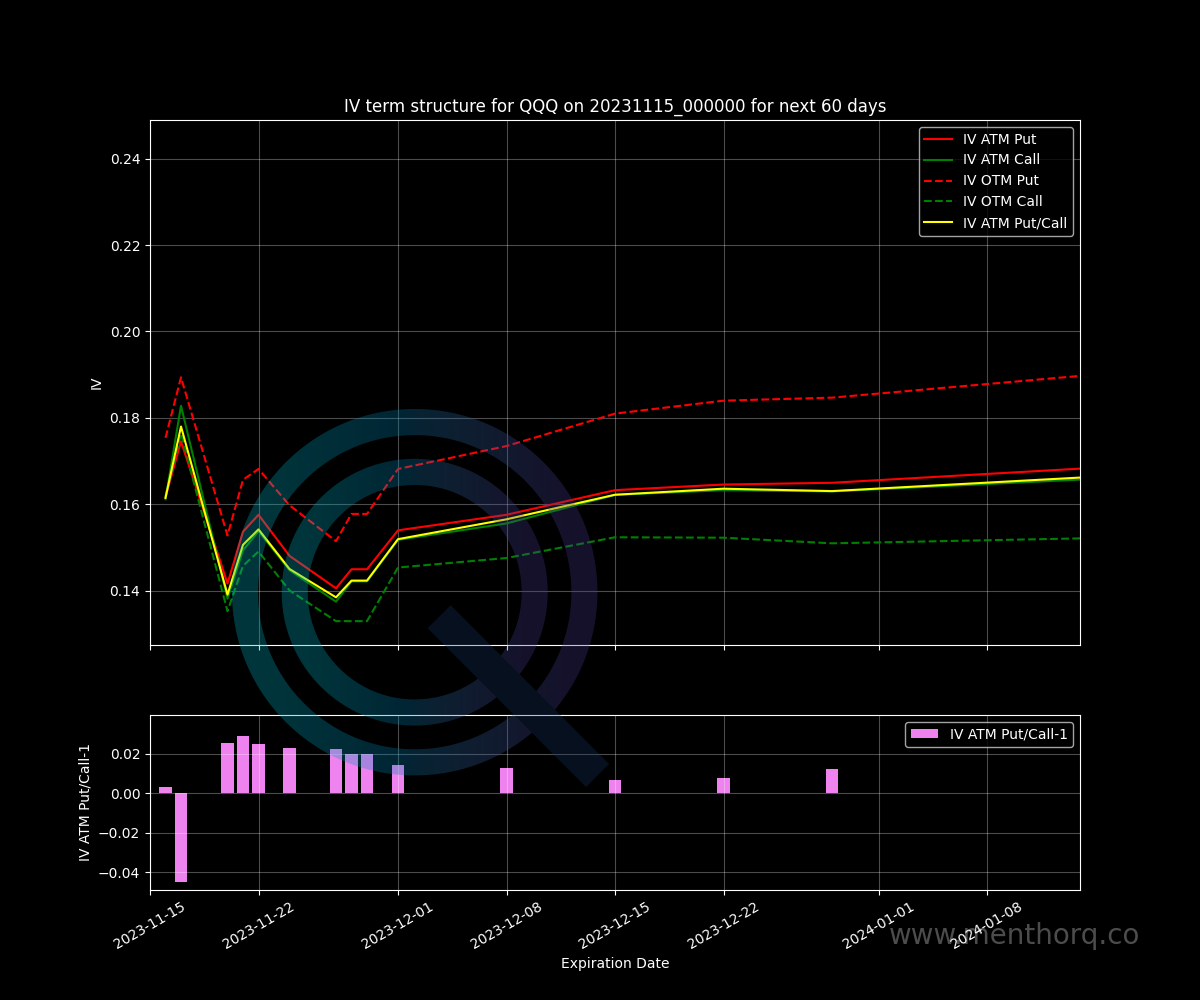 IV term structure for QQQ on 20231115_000000 for next 60 days
IV ATM Put
IV ATM Call
IV OTM Put
IV OTM Call
IV ATM Put/Call
0.24
0.22
0.20
0.18
0.16
0.14
IV
IV ATM Put/Call-1
0.02
0.00
−0.02
−0.04
IV ATM Put/Call-1
2023-11-15
2023-11-22
2023-12-01
2023-12-08
2023-12-15
2023-12-22
2024-01-01
2024-01-08
Expiration Date
www.menthorq.co